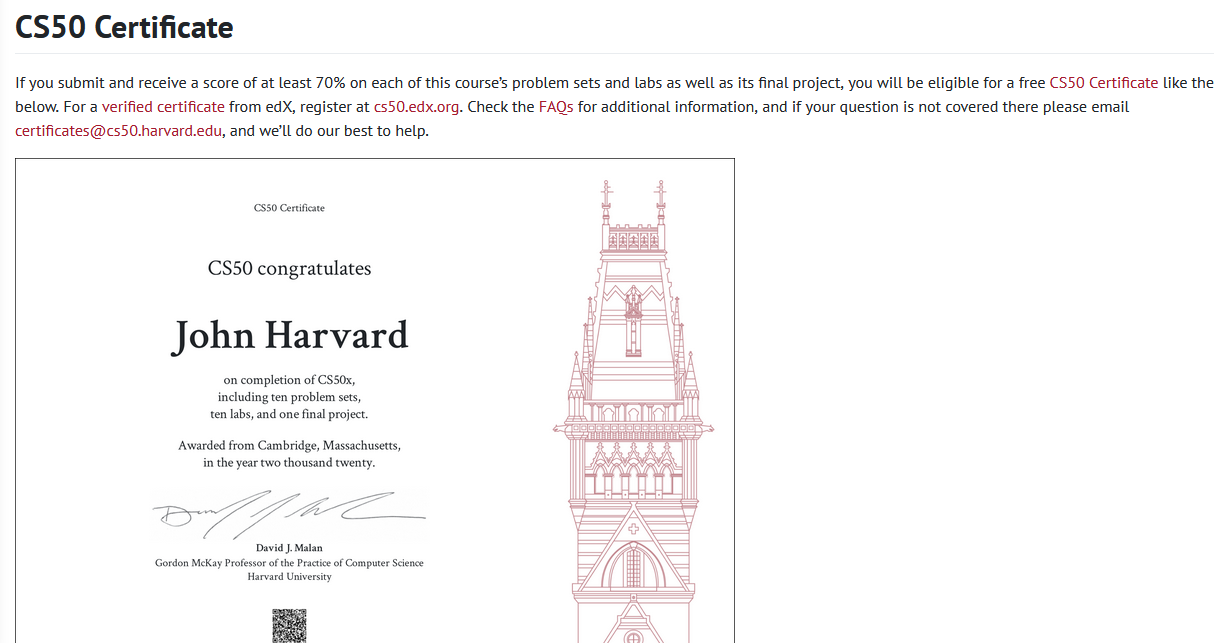 CS50 Certificate
If you submit and receive a score of at least 70% on each of this course’s problem sets and labs as well as its final project, you will be eligible for a free CS50 Certificate like the
below. For a verified certificate from edX, register at cs50.edx.org. Check the FAQs for additional information, and if your question is not covered there please email
certificates@cs50.harvard.edu, and we’ll do our best to help.
CS50 Certificate
CS50 congratulates
John Harvard
on completion of CS50x,
including ten problem sets,
ten labs, and one final project.
Awarded from Cambridge, Massachusetts,
in the year two thousand twenty.
David J. Malan
Gordon McKay Professor of the Practice of Computer Science
Harvard University